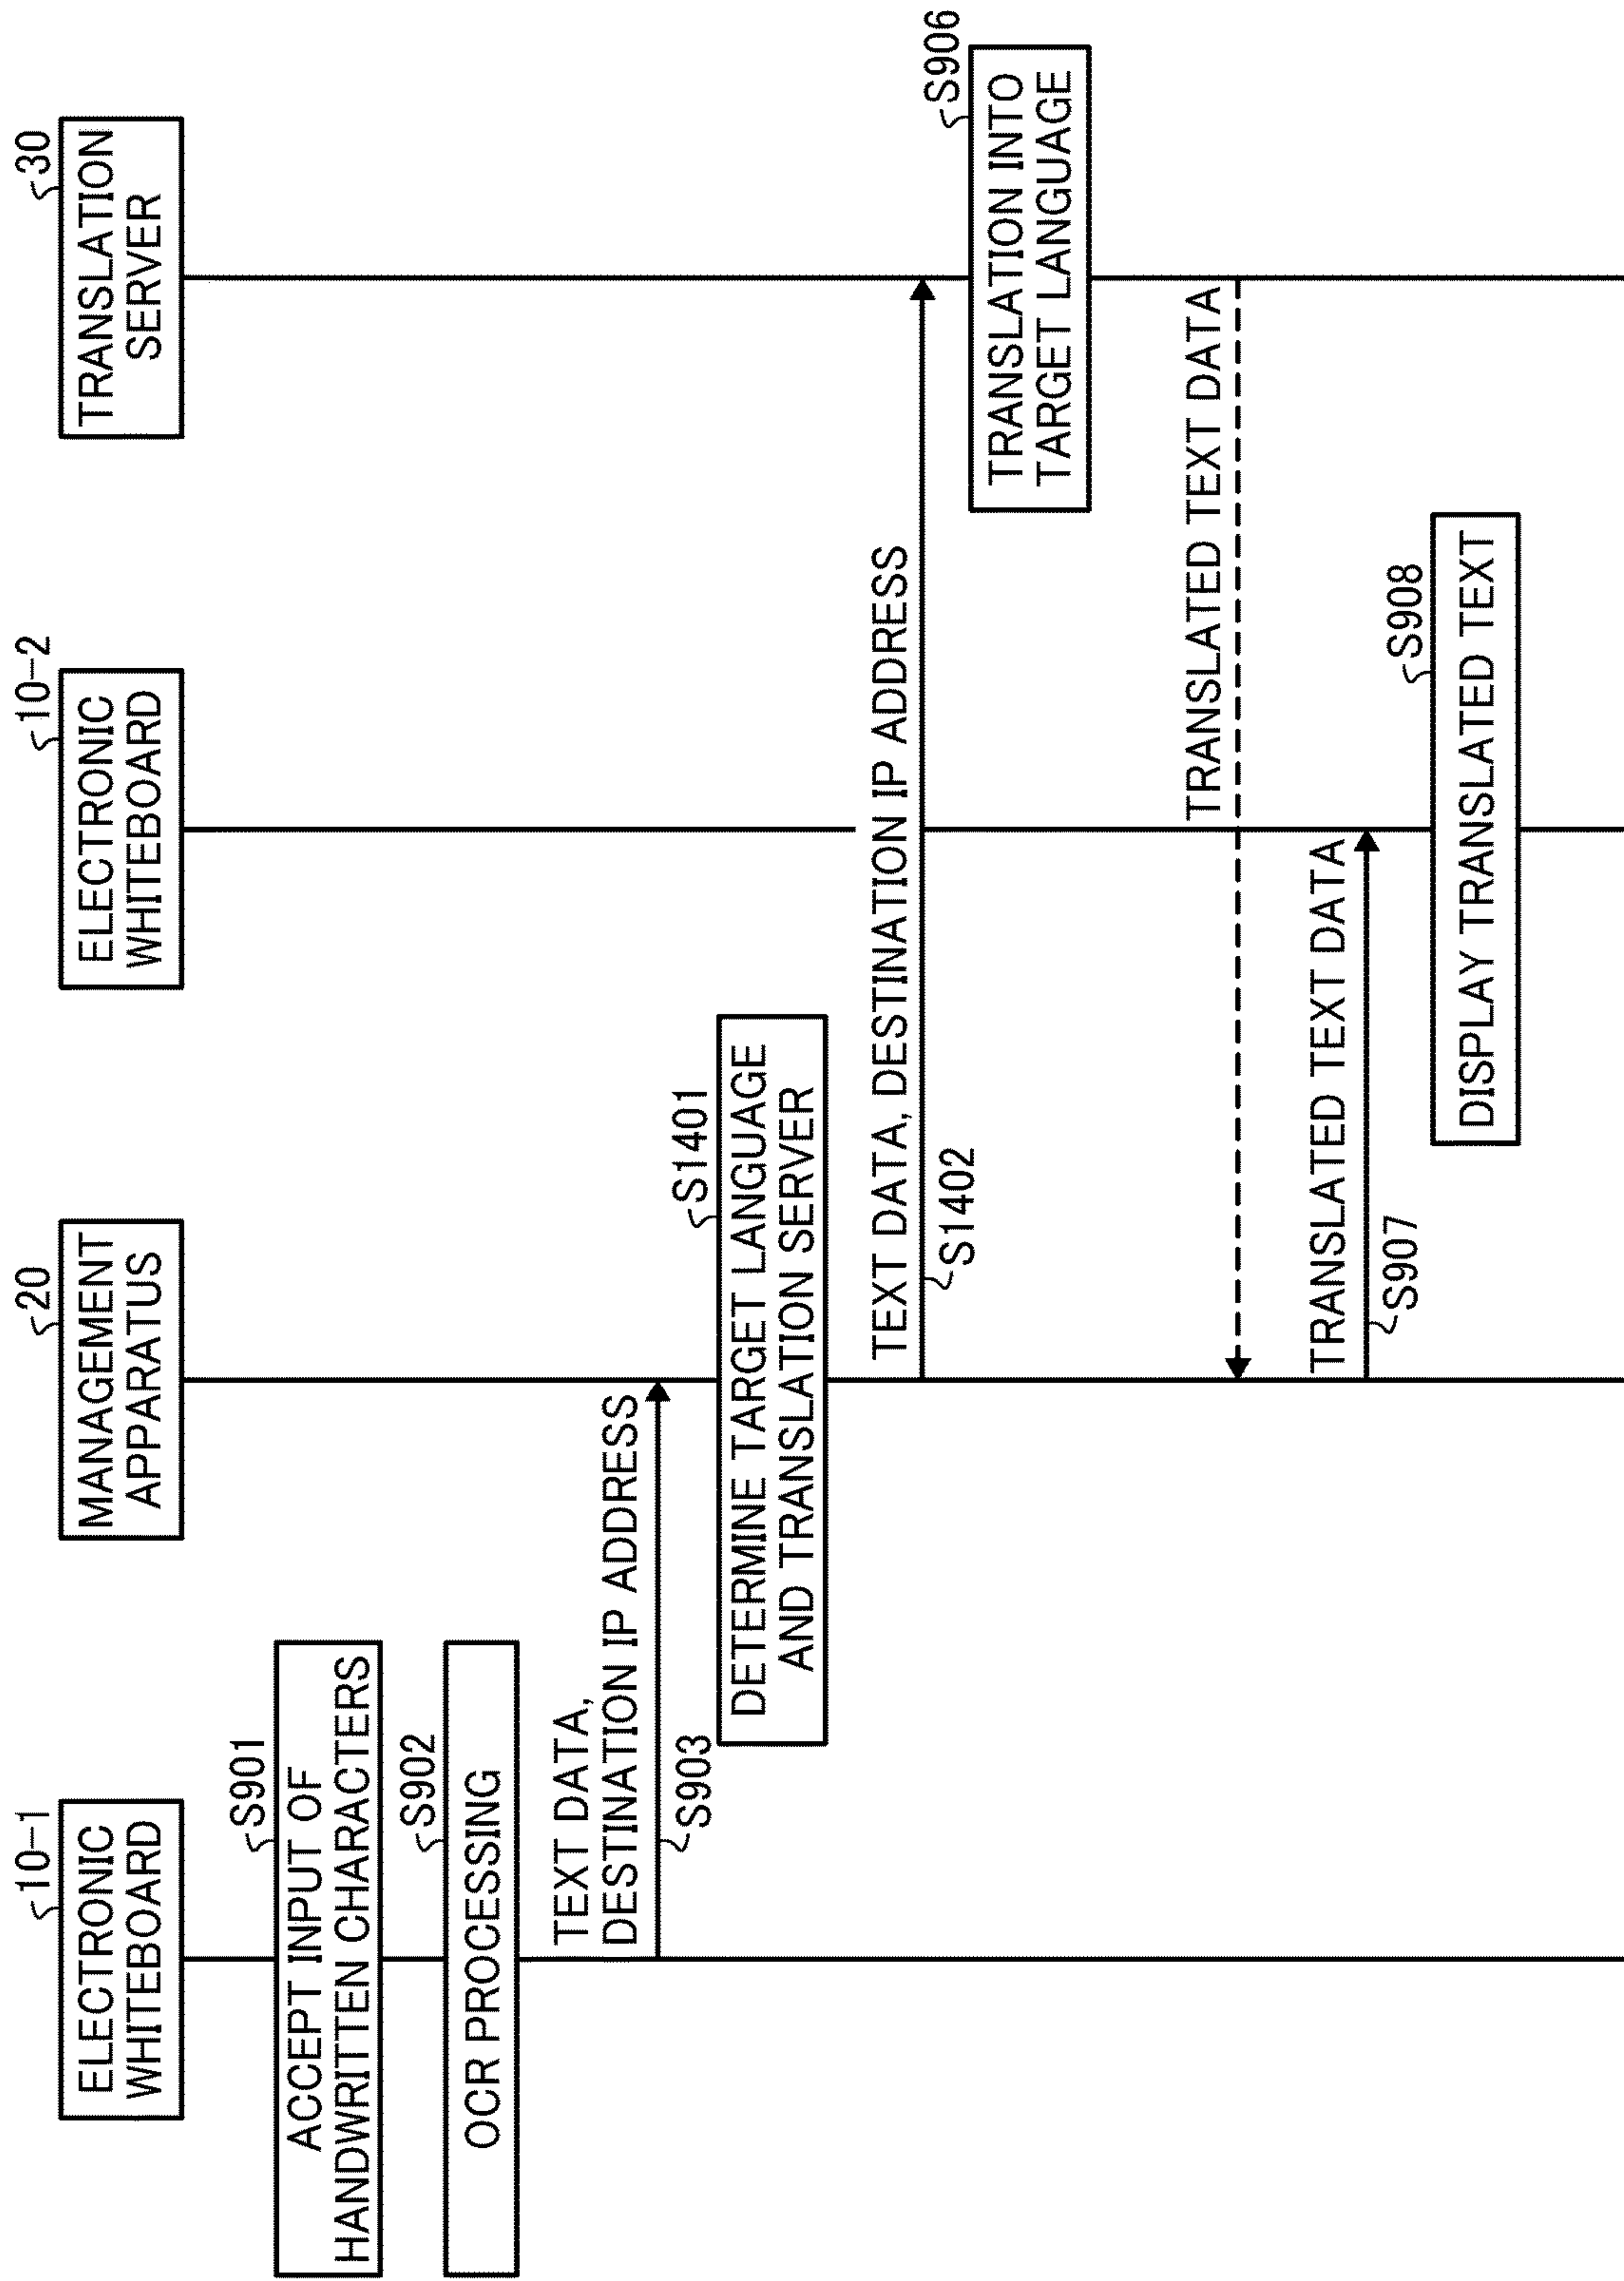 10-1
ELECTRONIC
WHITEBOARD
20
MANAGEMENT
APPARATUS
10-2
ELECTRONIC
WHITEBOARD
30
TRANSLATION
SERVER
S901
ACCEPT INPUT OF
HANDWRITTEN CHARACTERS
S902
OCR PROCESSING
TEXT DATA,
DESTINATION IP ADDRESS
S903
S1401
DETERMINE TARGET LANGUAGE
AND TRANSLATION SERVER
TEXT DATA, DESTINATION IP ADDRESS
S1402
S906
TRANSLATION INTO
TARGET LANGUAGE
TRANSLATED TEXT DATA
TRANSLATED TEXT DATA
S907
S908
DISPLAY TRANSLATED TEXT